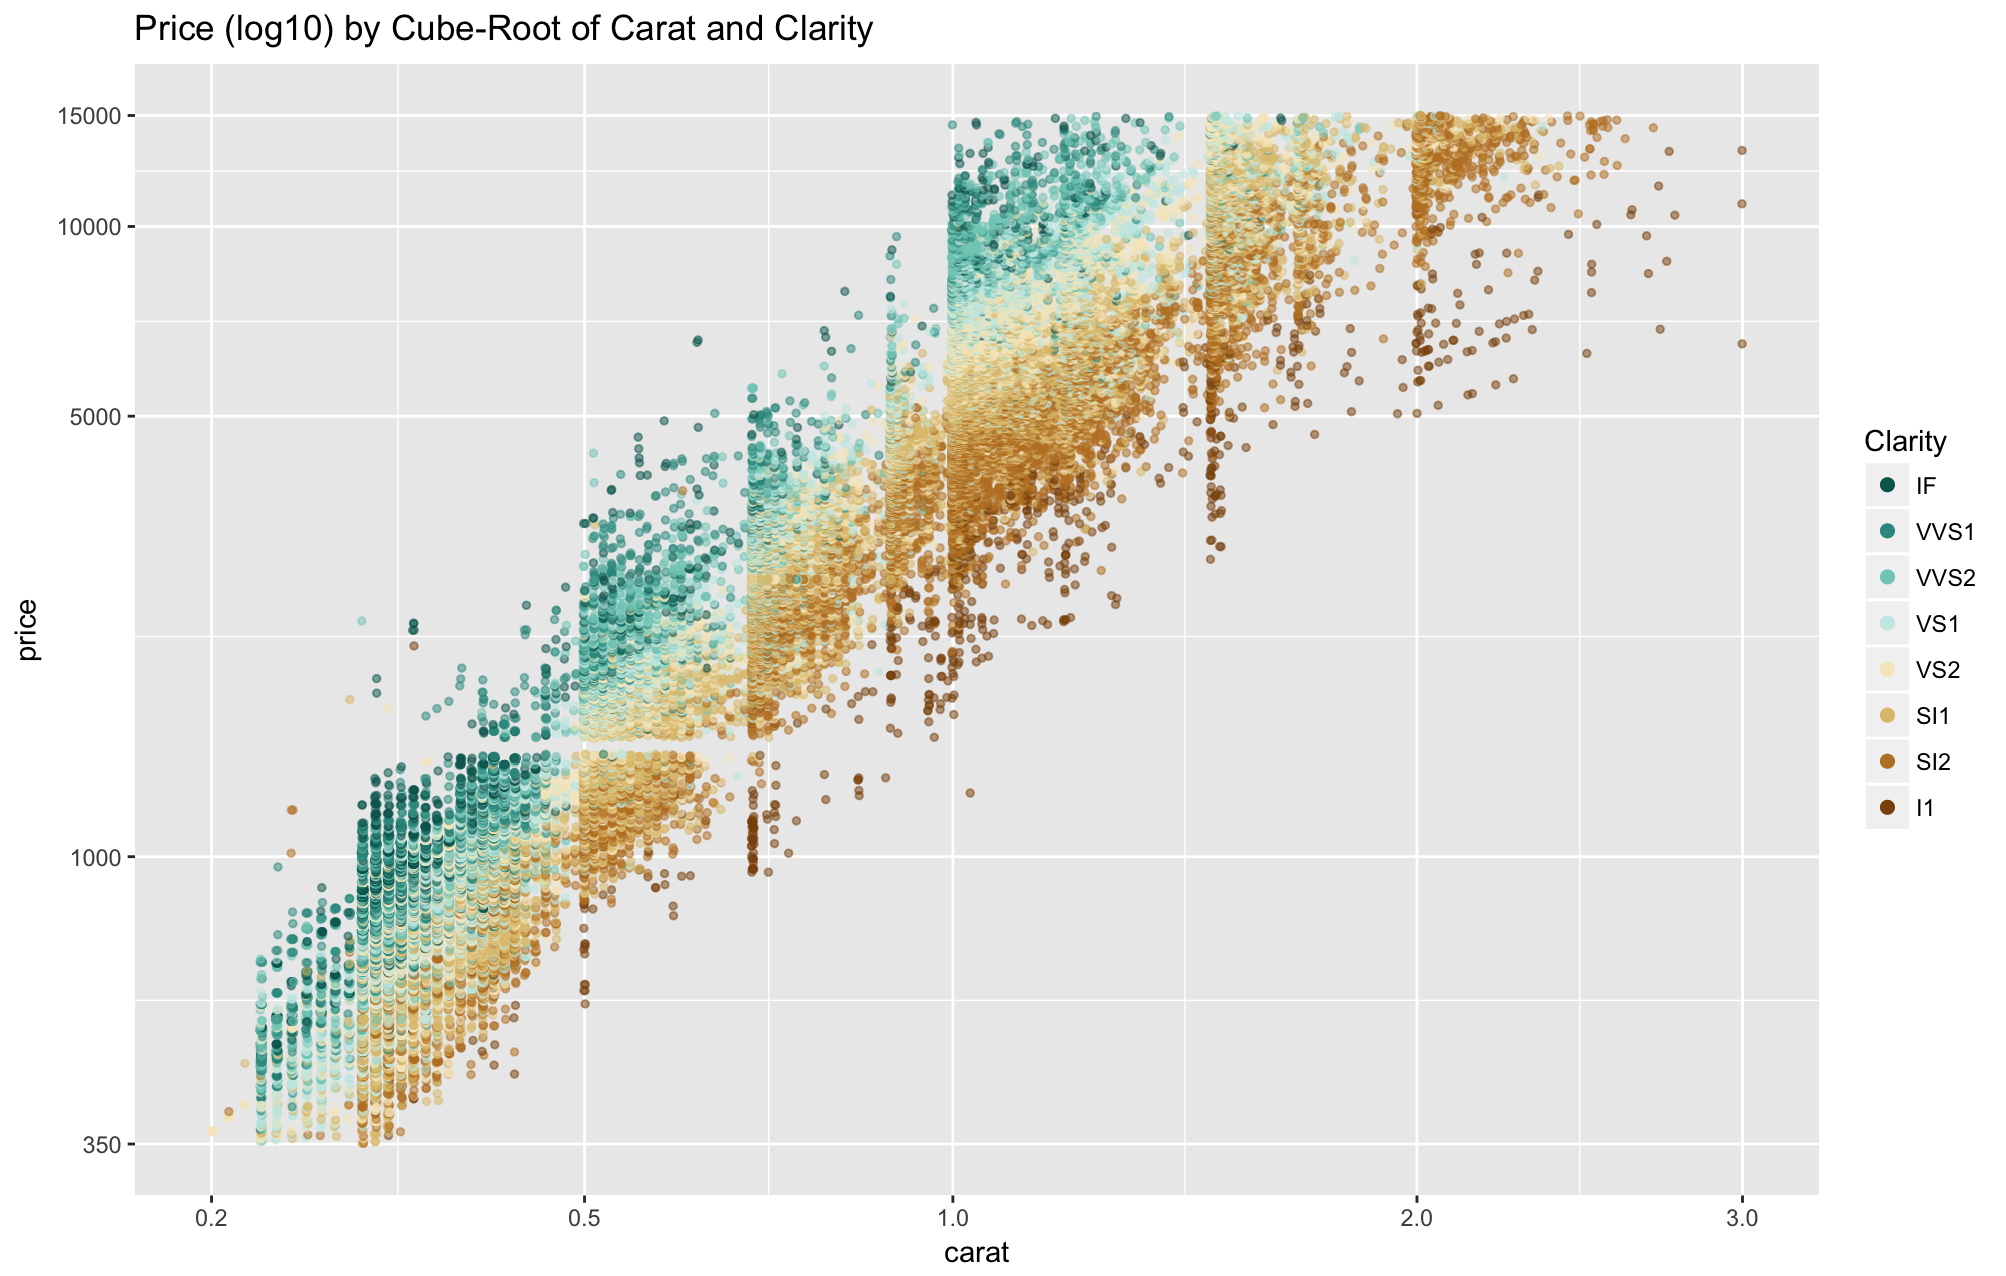 Price (log10) by Cube-Root of Carat and Clarity
15000
10000
5000
1000
350
price
0.2
0.5
1.0
2.0
3.0
carat
Clarity
IF
VVS1
VVS2
VS1
VS2
SI1
SI2
I1